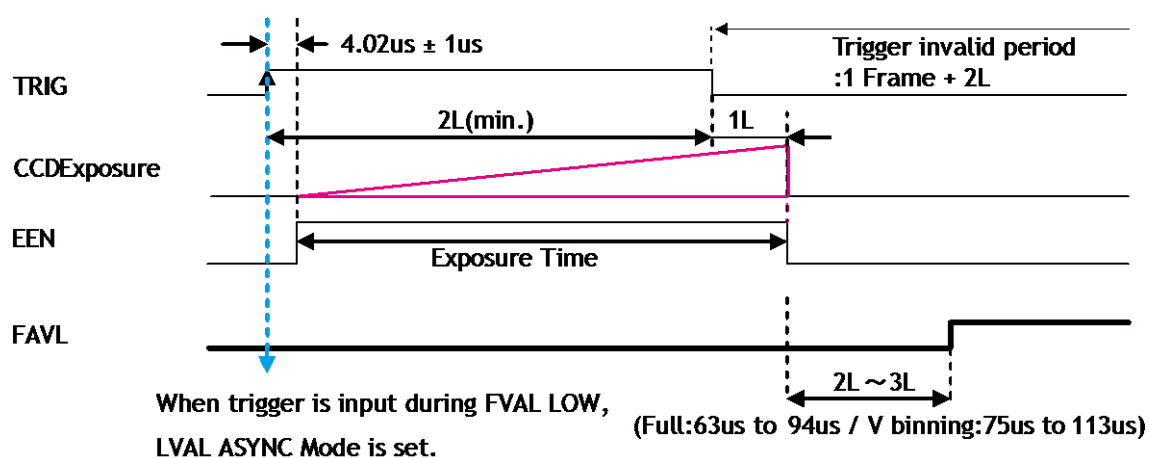 4.02us ± 1us
Trigger invalid period
:1 Frame + 2L
TRIG
2L(min.)
1L
CCDExposure
EEN
Exposure Time
FAVL
2L～3L
When trigger is input during FVAL LOW,
(Full:63us to 94us / V binning:75us to 113us)
LVAL ASYNC Mode is set.